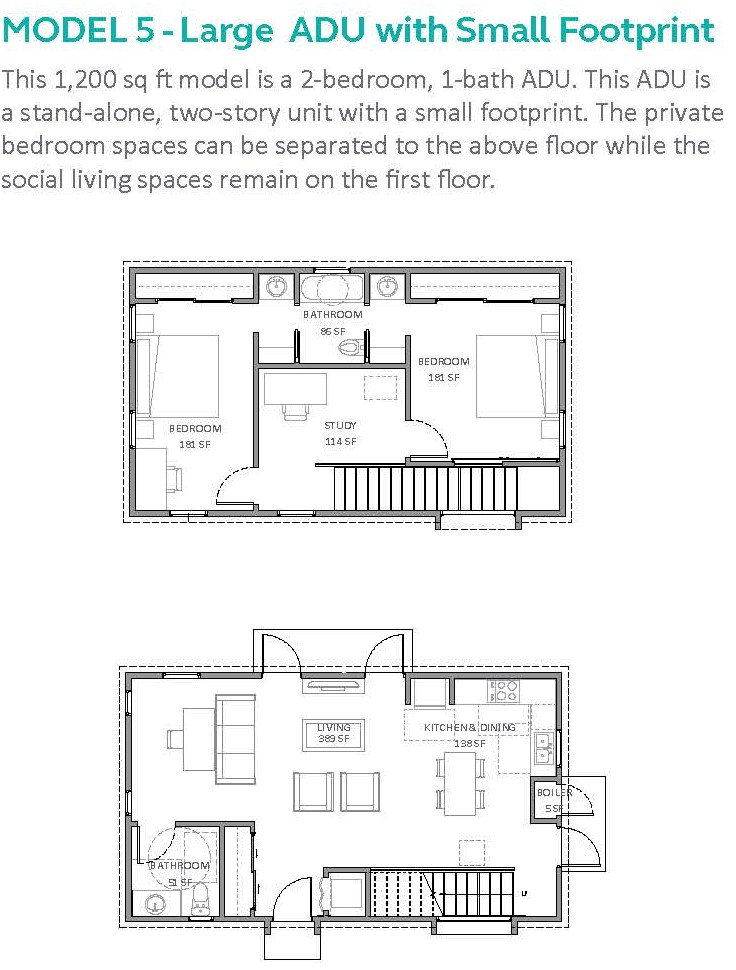 MODEL 5 - Large ADU with Small Footprint
This 1,200 sq ft model is a 2-bedroom, 1-bath ADU. This ADU is
a stand-alone, two-story unit with a small footprint. The private
bedroom spaces can be separated to the above floor while the
social living spaces remain on the first floor.
BATHROOM
86 SF
BEDROOM
181 SF
BEDROOM
181 SF
STUDY
114 SF
LIVING
389 SF
KITCHEN & DINING
138 SF
BOILER
5 SF
BATHROOM
51 SF
U